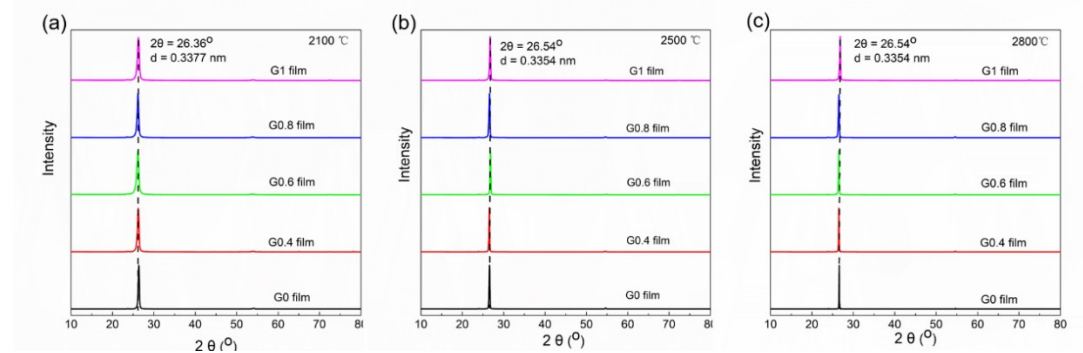 (a)
2θ = 26.36°
d = 0.3377 nm
2100 ℃
G1 film
G0.8 film
G0.6 film
G0.4 film
G0 film
Intensity
10 20 30 40 50 60 70 80
2 θ (°)
(b)
2θ = 26.54°
d = 0.3354 nm
2500 ℃
G1 film
G0.8 film
G0.6 film
G0.4 film
G0 film
Intensity
10 20 30 40 50 60 70 80
2 θ (°)
(c)
2θ = 26.54°
d = 0.3354 nm
2800℃
G1 film
G0.8 film
G0.6 film
G0.4 film
G0 film
Intensity
10 20 30 40 50 60 70 80
2 θ (°)